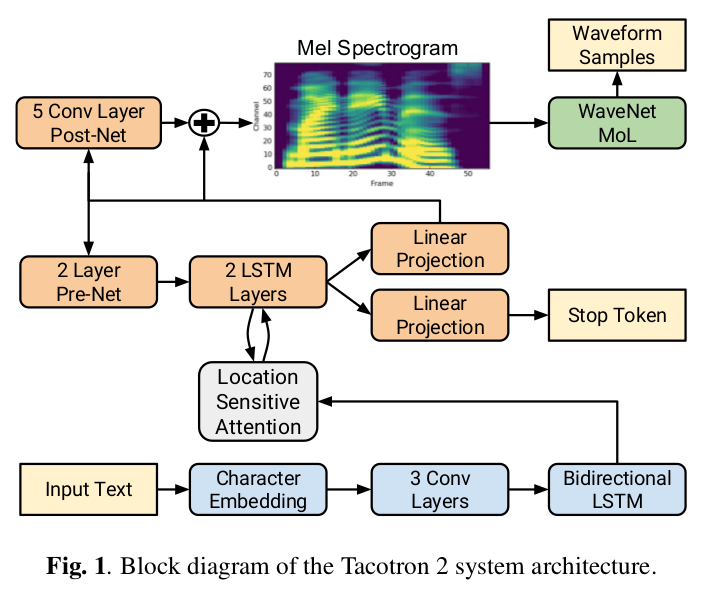 Waveform
Samples
Mel Spectrogram
5 Conv Layer
Post-Net
Channel
70
60
50
40
30
20
10
0
0 10 20 30 40 50
Frame
WaveNet
MoL
2 Layer
Pre-Net
2 LSTM
Layers
Linear
Projection
Linear
Projection
Stop Token
Location
Sensitive
Attention
Input Text
Character
Embedding
3 Conv
Layers
Bidirectional
LSTM
Fig. 1. Block diagram of the Tacotron 2 system architecture.